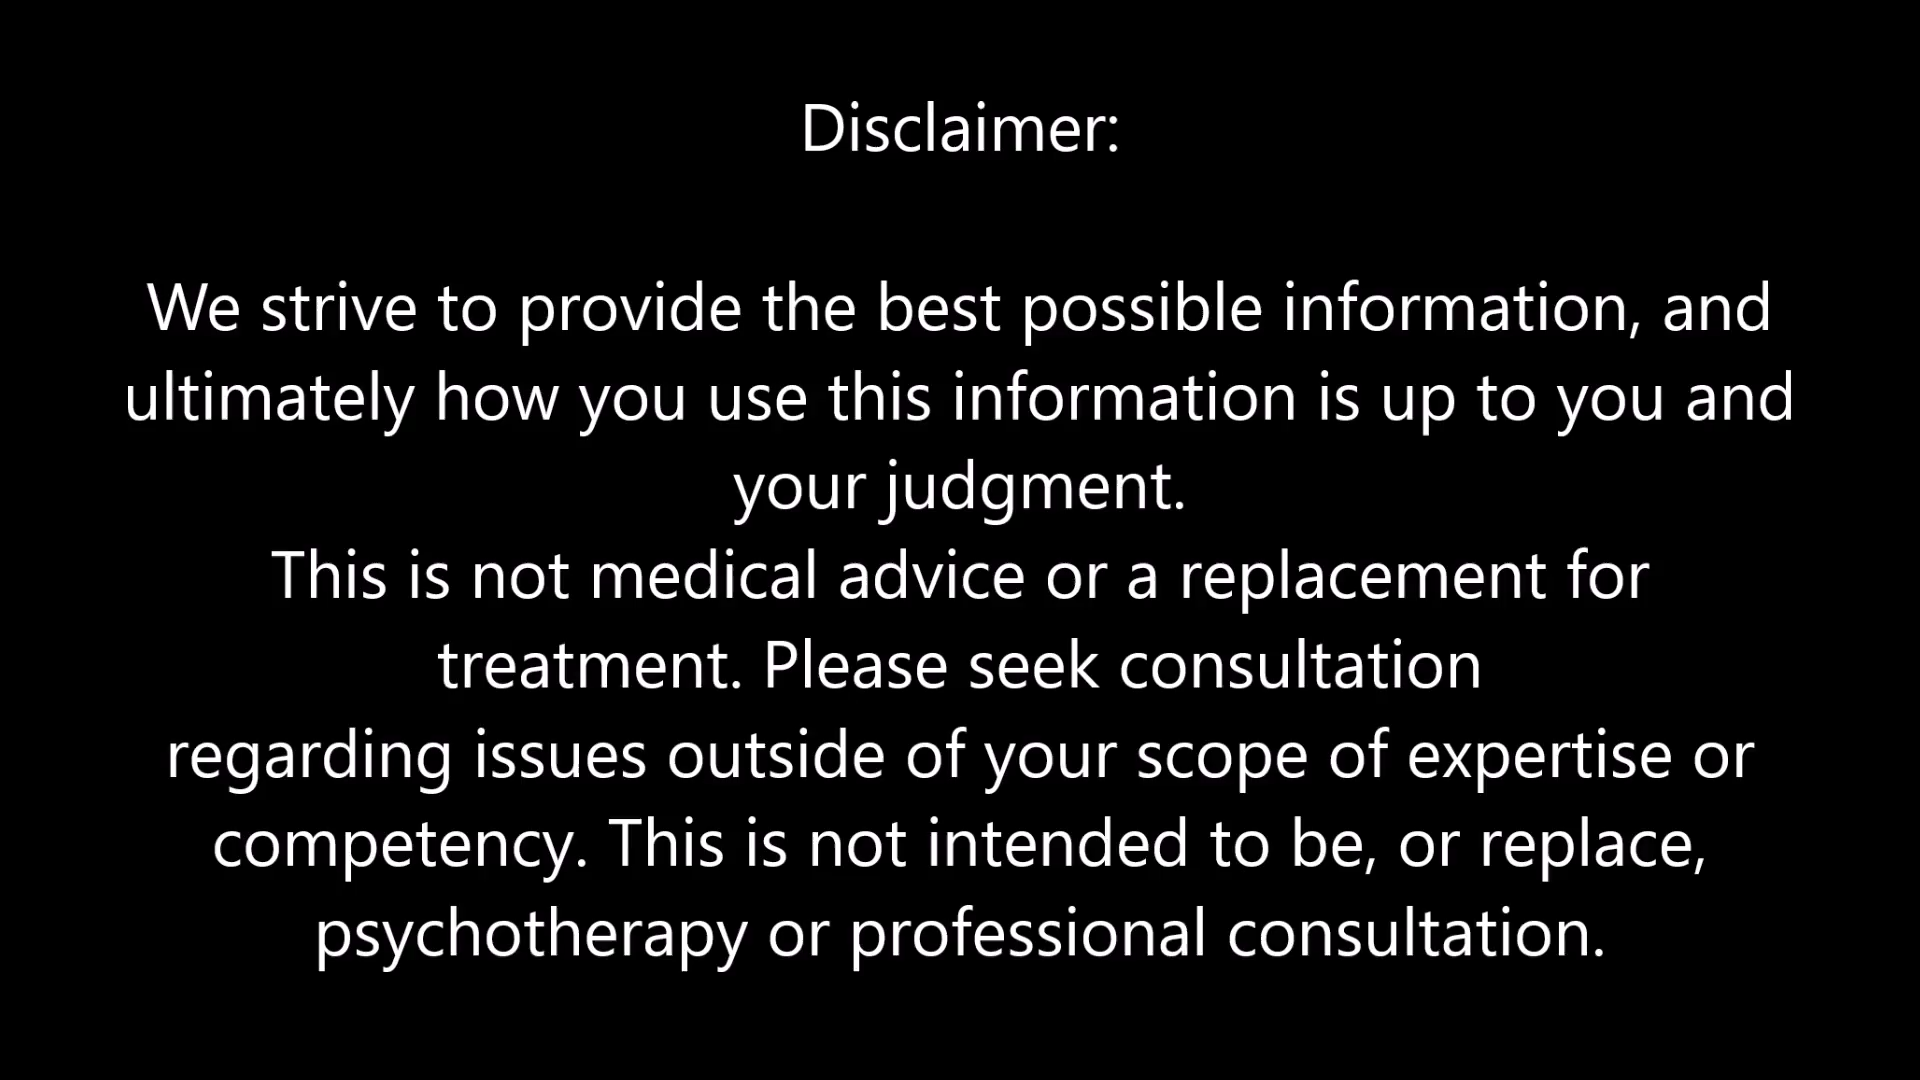 Disclaimer:
We strive to provide the best possible information, and
ultimately how you use this information is up to you and
your judgment.
This is not medical advice or a replacement for
treatment. Please seek consultation
regarding issues outside of your scope of expertise or
competency. This is not intended to be, or replace,
psychotherapy or professional consultation.